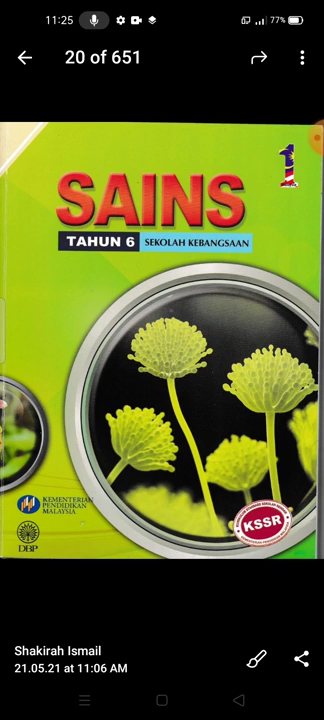 11:25
77%
20 of 651
1
SAINS
TAHUN 6
SEKOLAH KEBANGSAAN
KEMENTERIAN
PENDIDIKAN
MALAYSIA
DBP
KSSR
Shakirah Ismail
21.05.21 at 11:06 AM